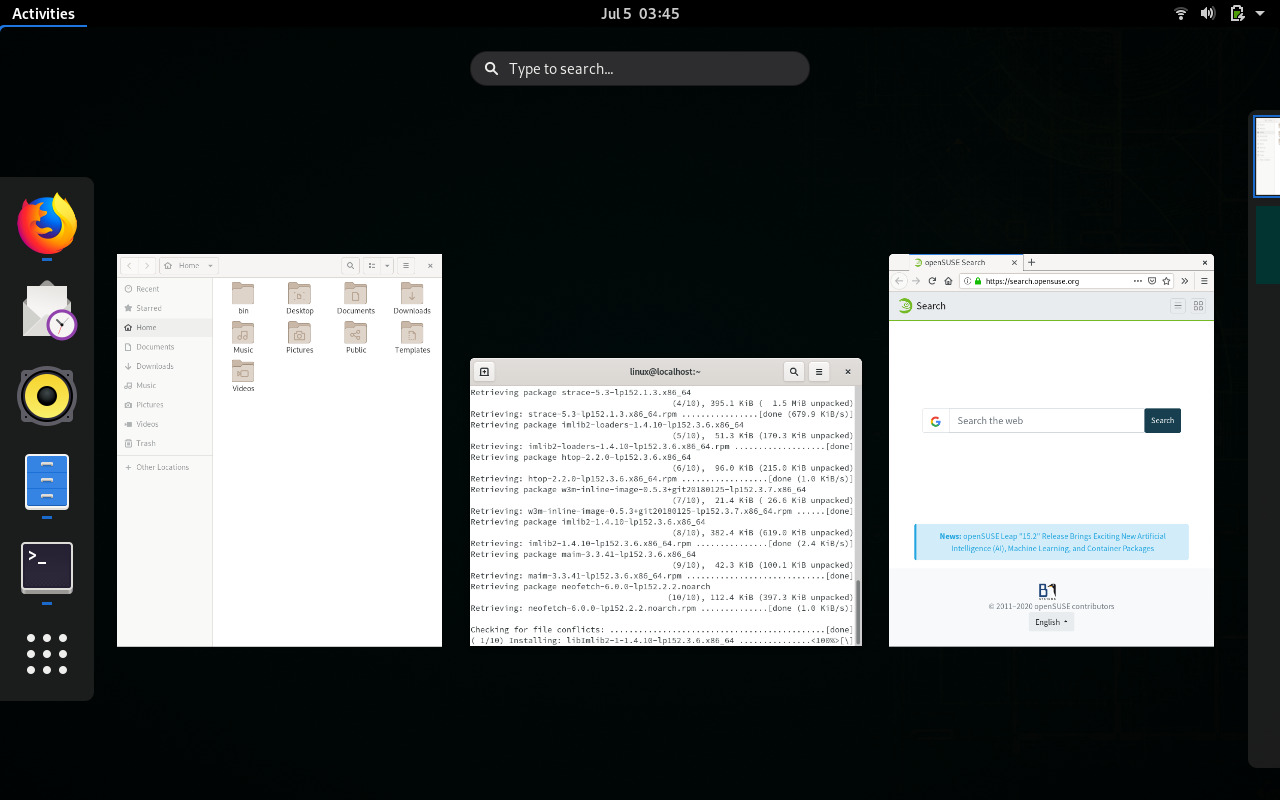 Activities
Jul 5 03:45
Type to search...
Home
Recent
Starred
Home
Documents
Downloads
Music
Pictures
Videos
Trash
Other Locations
bin
Desktop
Documents
Downloads
Music
Pictures
Public
Templates
Videos
linux@localhost:~
Retrieving package strace-5.3-lp152.1.3.x86_64
(4/10), 395.1 KiB ( 1.5 MiB unpacked)
Retrieving: strace-5.3-lp152.1.3.x86_64.rpm ................[done (679.9 KiB/s)]
Retrieving package imlib2-loaders-1.4.10-lp152.3.6.x86_64
(5/10), 51.3 KiB (170.3 KiB unpacked)
Retrieving: imlib2-loaders-1.4.10-lp152.3.6.x86_64.rpm ...................[done]
Retrieving package htop-2.2.0-lp152.3.6.x86_64
(6/10), 96.0 KiB (215.0 KiB unpacked)
Retrieving: htop-2.2.0-lp152.3.6.x86_64.rpm ..................[done (1.0 KiB/s)]
Retrieving package w3m-inline-image-0.5.3+git20180125-lp152.3.7.x86_64
(7/10), 21.4 KiB ( 26.6 KiB unpacked)
Retrieving: w3m-inline-image-0.5.3+git20180125-lp152.3.7.x86_64.rpm ......[done]
Retrieving package imlib2-1.4.10-lp152.3.6.x86_64
(8/10), 382.4 KiB (619.0 KiB unpacked)
Retrieving: imlib2-1.4.10-lp152.3.6.x86_64.rpm ...............[done (2.4 KiB/s)]
Retrieving package maim-3.3.41-lp152.3.6.x86_64
(9/10), 42.3 KiB (100.1 KiB unpacked)
Retrieving: maim-3.3.41-lp152.3.6.x86_64.rpm .............................[done]
Retrieving package neofetch-6.0.0-lp152.2.2.noarch
(10/10), 112.4 KiB (397.3 KiB unpacked)
Retrieving: neofetch-6.0.0-lp152.2.2.noarch.rpm ..............[done (1.0 KiB/s)]
Checking for file conflicts: .............................................[done]
( 1/10) Installing: libImlib2-1-1.4.10-lp152.3.6.x86_64 ...............<100%>[\]
openSUSE Search
https://search.opensuse.org
Search
Search the web
Search
News: openSUSE Leap "15.2" Release Brings Exciting New Artificial
Intelligence (AI), Machine Learning, and Container Packages
© 2011–2020 openSUSE contributors
English